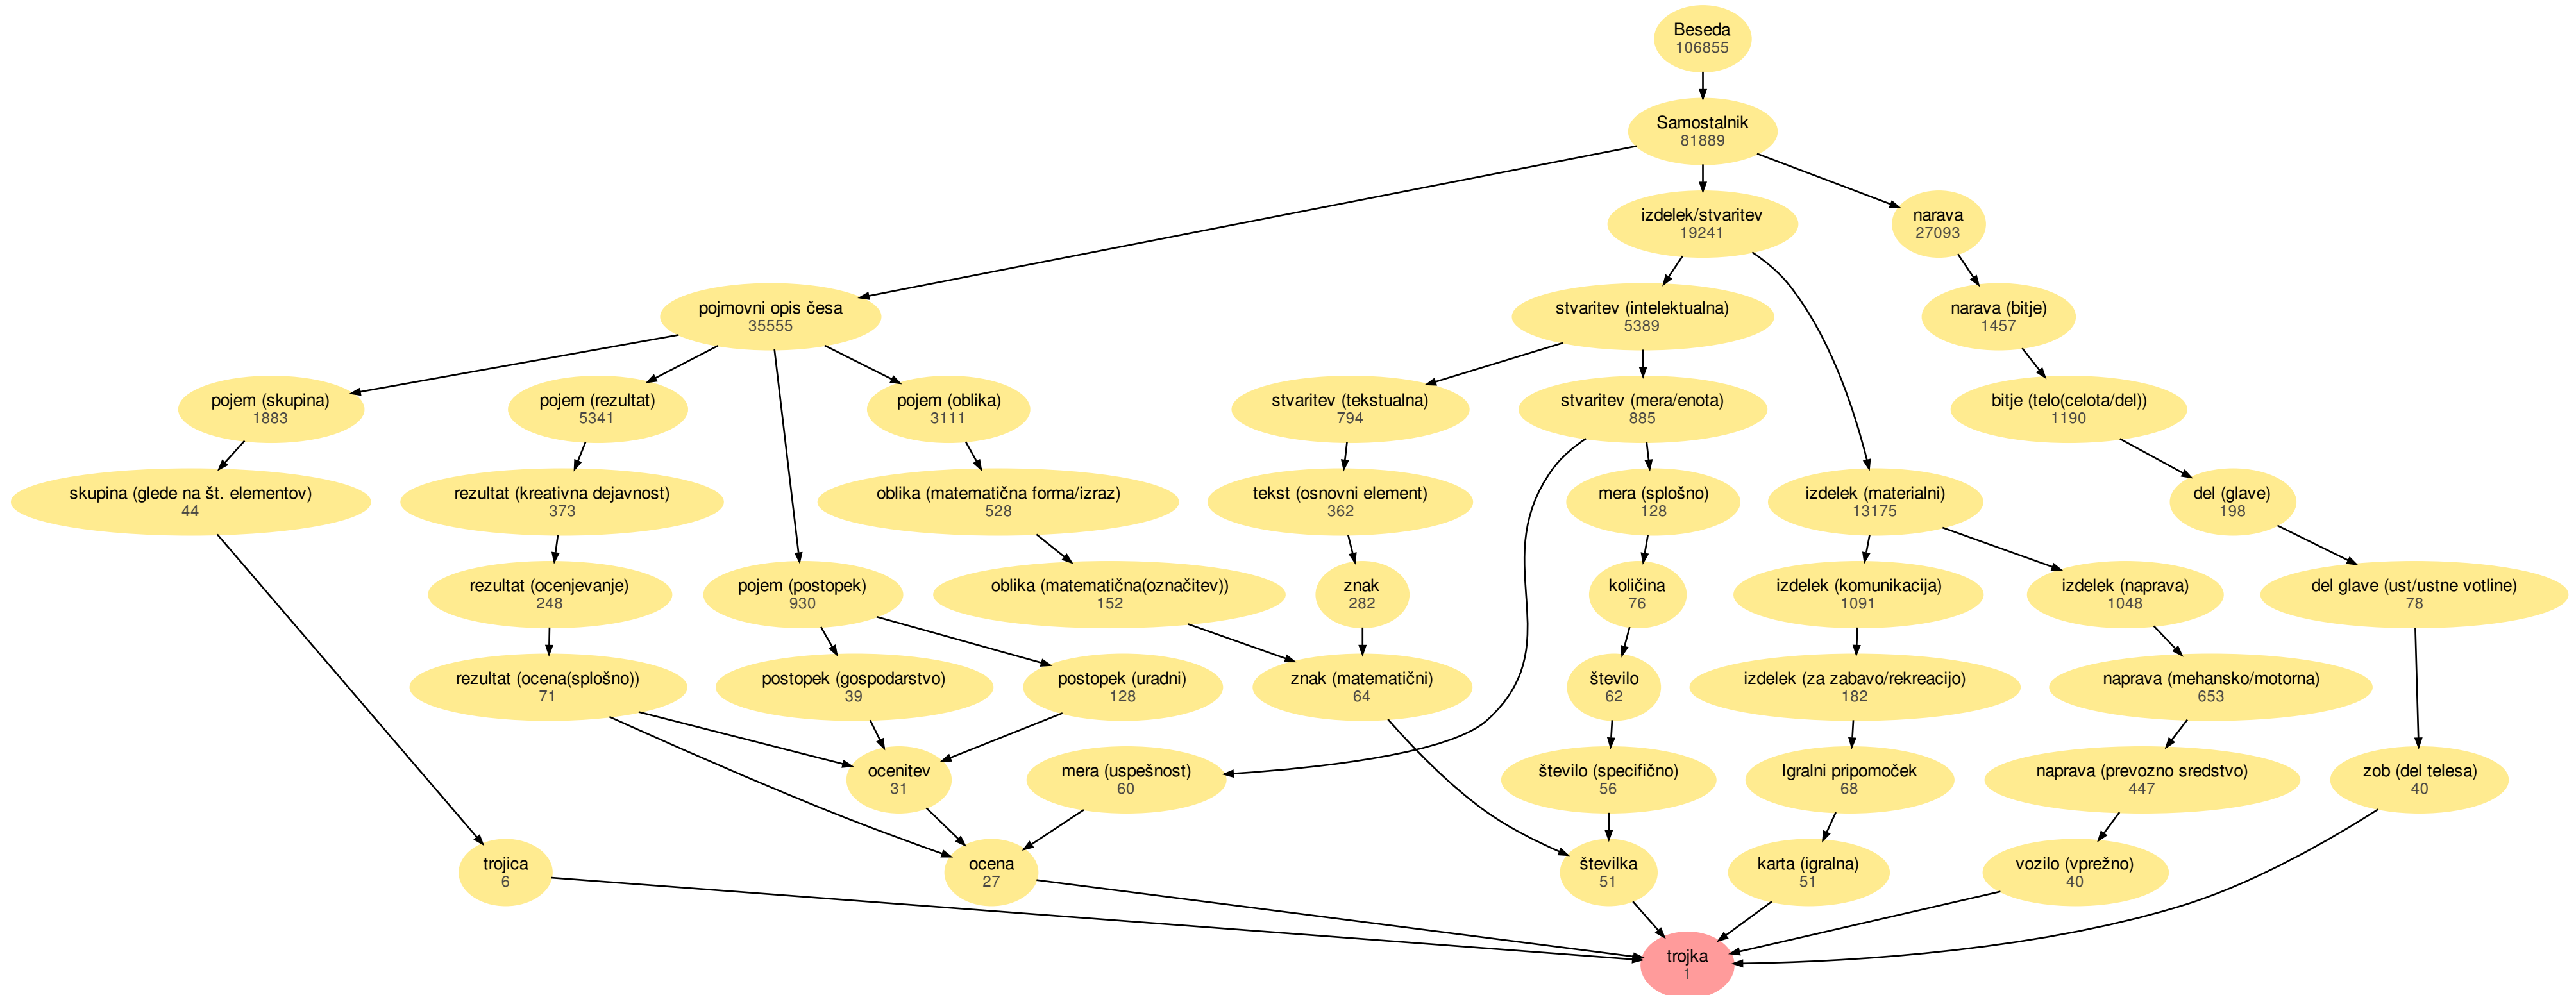 Beseda
106855
Samostalnik
81889
izdelek/stvaritev
19241
narava
27093
pojmovni opis česa
35555
stvaritev (intelektualna)
5389
narava (bitje)
1457
pojem (skupina)
1883
pojem (rezultat)
5341
pojem (oblika)
3111
stvaritev (tekstualna)
794
stvaritev (mera/enota)
885
bitje (telo(celota/del))
1190
skupina (glede na št. elementov)
44
rezultat (kreativna dejavnost)
373
oblika (matematična forma/izraz)
528
tekst (osnovni element)
362
mera (splošno)
128
izdelek (materialni)
13175
del (glave)
198
rezultat (ocenjevanje)
248
pojem (postopek)
930
oblika (matematična(označitev))
152
znak
282
količina
76
izdelek (komunikacija)
1091
izdelek (naprava)
1048
del glave (ust/ustne votline)
78
rezultat (ocena(splošno))
71
postopek (gospodarstvo)
39
postopek (uradni)
128
znak (matematični)
64
število
62
izdelek (za zabavo/rekreacijo)
182
naprava (mehansko/motorna)
653
ocenitev
31
mera (uspešnost)
60
število (specifično)
56
Igralni pripomoček
68
naprava (prevozno sredstvo)
447
zob (del telesa)
40
trojica
6
ocena
27
številka
51
karta (igralna)
51
vozilo (vprežno)
40
trojka
1